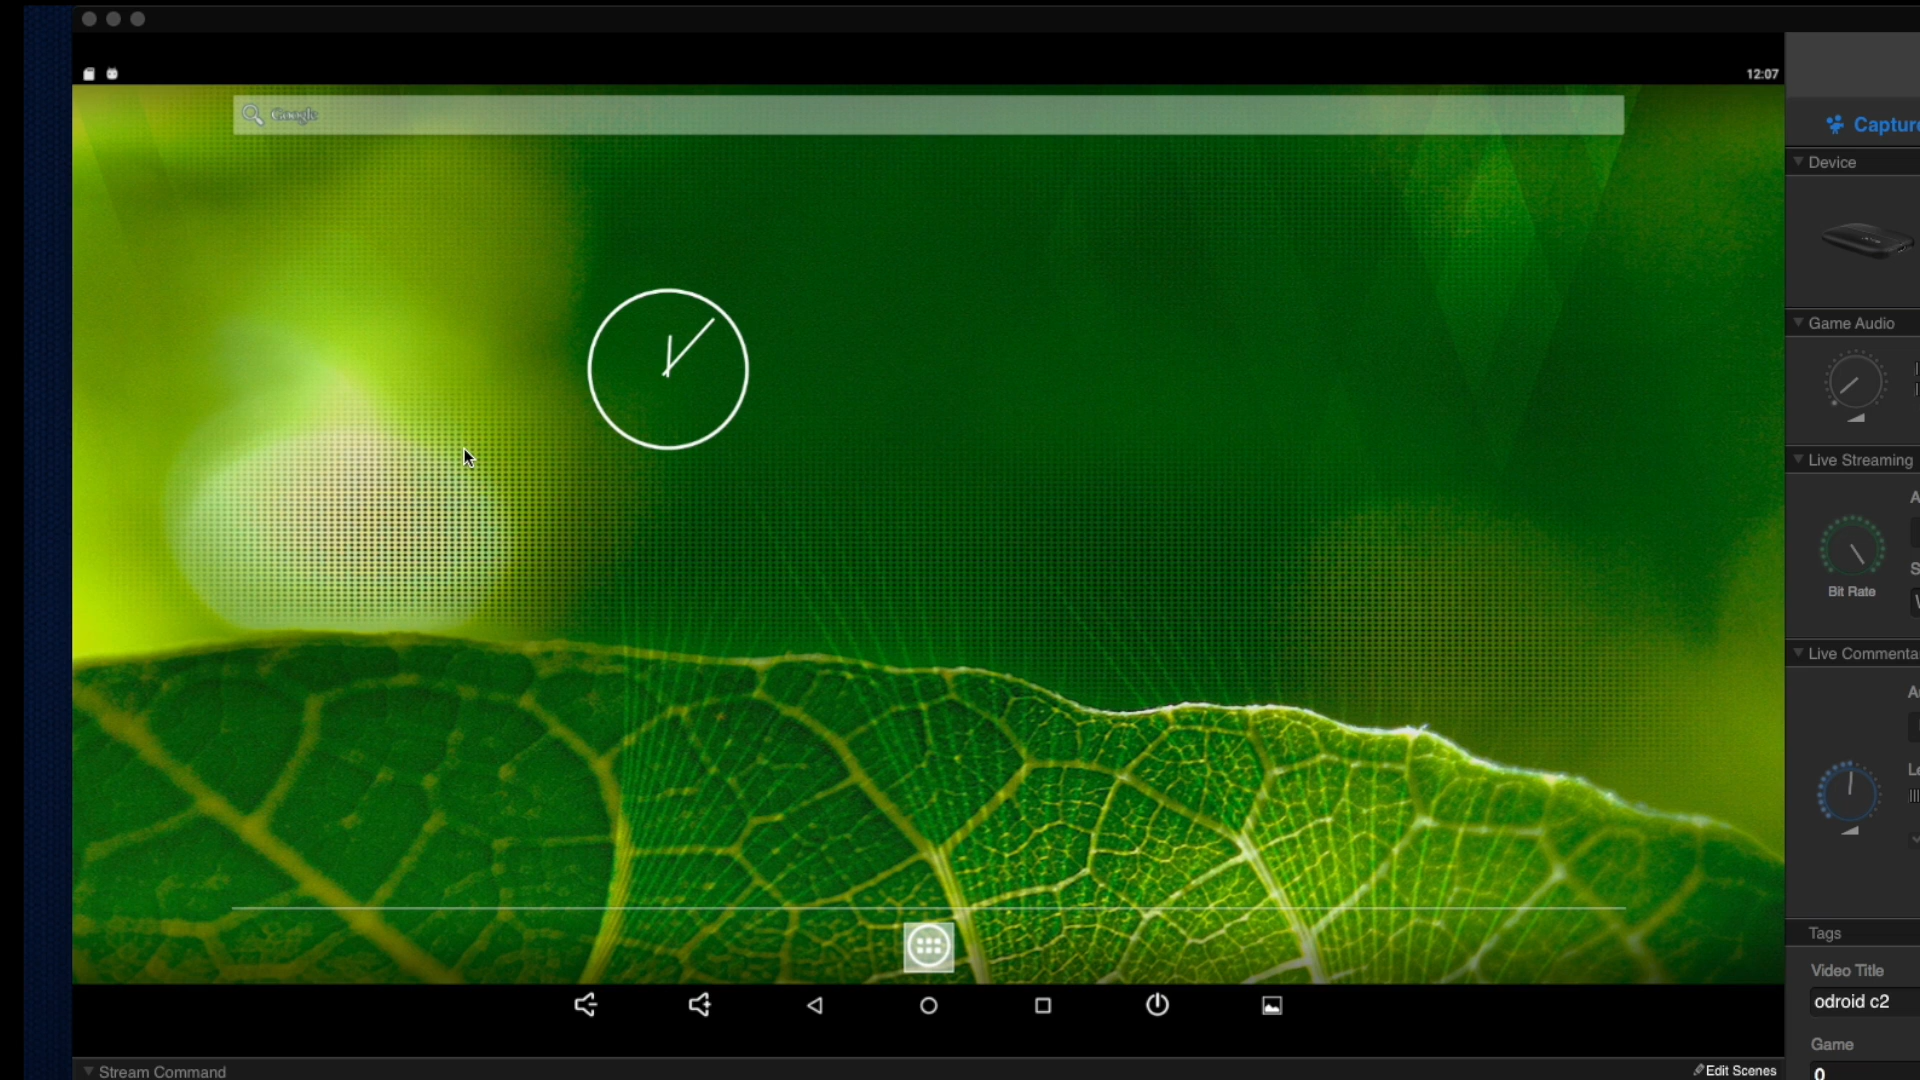 12:07
Google
Capture
Device
Game Audio
Live Streaming
Bit Rate
Live Commenta
Tags
Video Title
odroid c2
Game
0
Stream Command
Edit Scenes